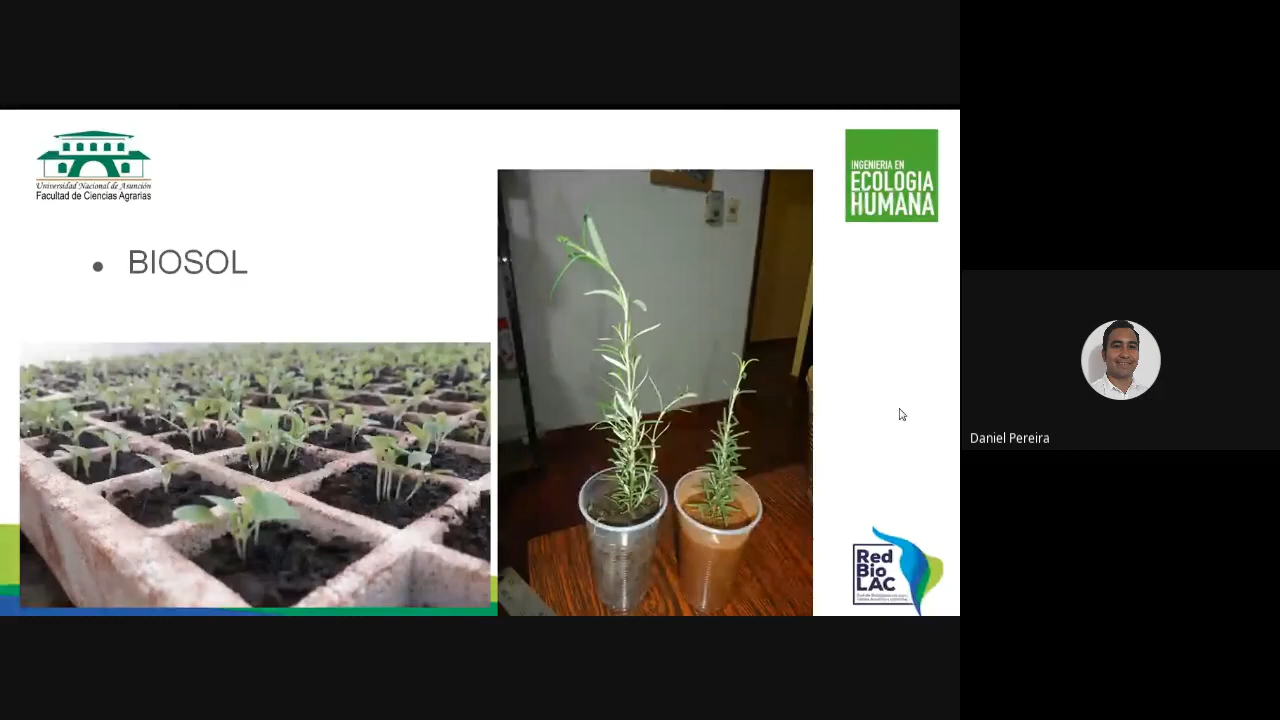 Universidad Nacional de Asunción
Facultad de Ciencias Agrarias
INGENIERIA EN
ECOLOGIA
HUMANA
• BIOSOL
Red
Bio
LAC
Daniel Pereira